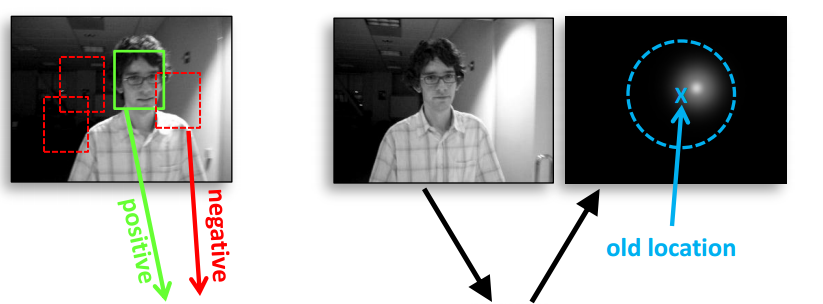 positive
negative
X
old location